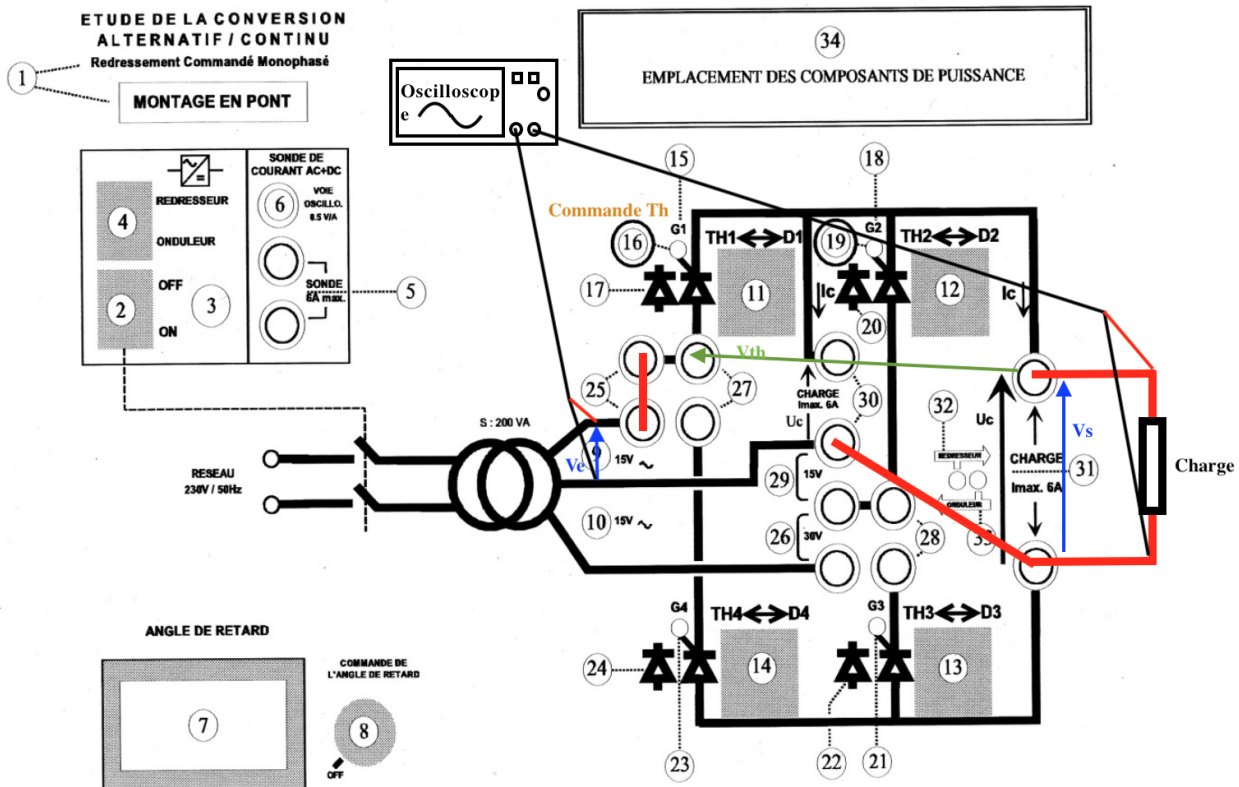 ETUDE DE LA CONVERSION
ALTERNATIF / CONTINU
Redressement Commandé Monophasé
1
MONTAGE EN PONT
34
EMPLACEMENT DES COMPOSANTS DE PUISSANCE
Oscilloscop
e
SONDE DE
COURANT AC+DC
4
REDRESSEUR
ONDULEUR
6
VOIE
OSCILLO.
0.5 V/A
2
OFF
3
ON
SONDE
6A max.
5
15
18
Commande Th
16
G1
TH1
D1
19
G2
TH2
D2
17
11
Ic
20
12
Ic
25
Vth
27
CHARGE
Imax. 6A
30
Uc
32
Uc
Vs
REDRESSEUR
CHARGE
31
Imax. 6A
ONDULEUR
33
Charge
S : 200 VA
RESEAU
230V / 50Hz
9
15V ~
Ve
29
15V
10
15V ~
26
30V
28
G4
TH4
D4
G3
TH3
D3
24
14
22
13
23
21
ANGLE DE RETARD
7
COMMANDE DE
L'ANGLE DE RETARD
8
OFF